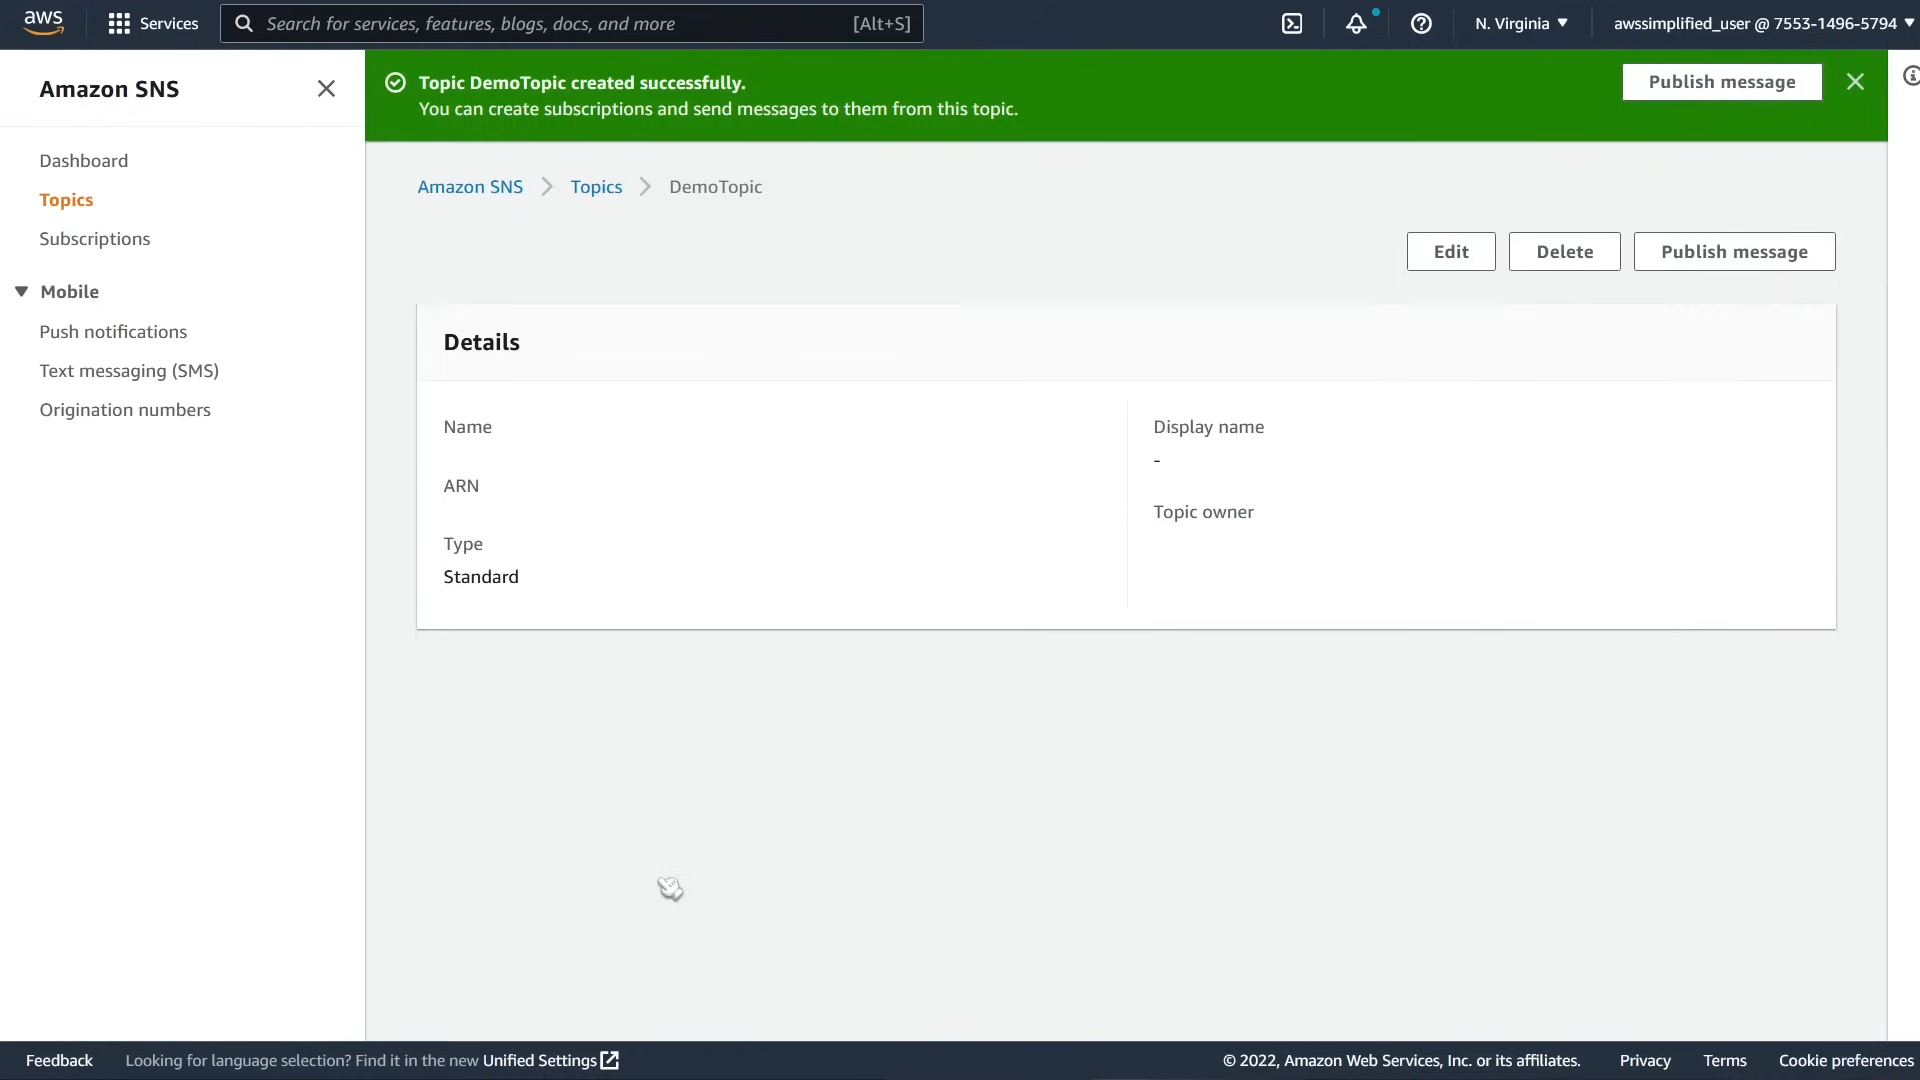 aws
Services
Search for services, features, blogs, docs, and more [Alt+S]
N. Virginia
awssimplified_user @ 7553-1496-5794
Amazon SNS
Dashboard
Topics
Subscriptions
Mobile
Push notifications
Text messaging (SMS)
Origination numbers
Topic DemoTopic created successfully.
You can create subscriptions and send messages to them from this topic.
Publish message
Amazon SNS
Topics
DemoTopic
Edit
Delete
Publish message
Details
Name
ARN
Type
Standard
Display name
-
Topic owner
Feedback
Looking for language selection? Find it in the new Unified Settings
© 2022, Amazon Web Services, Inc. or its affiliates.
Privacy
Terms
Cookie preferences